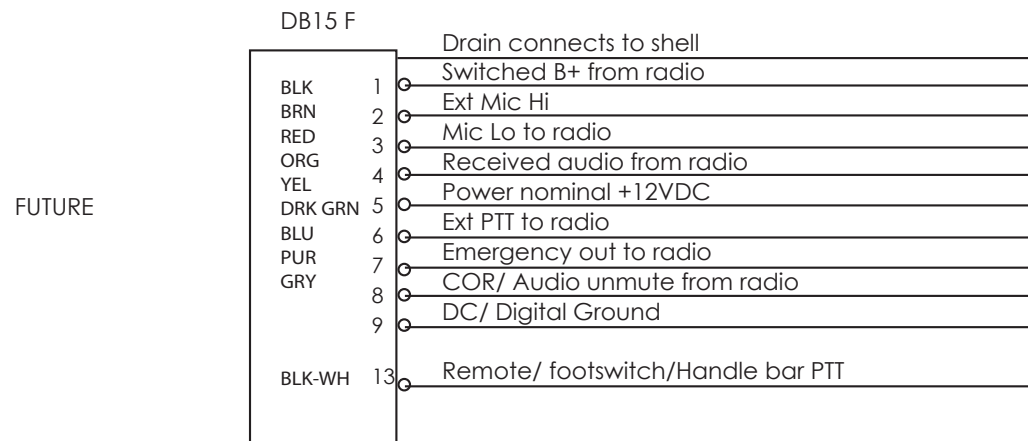 DB15 F
Drain connects to shell
BLK 1 Switched B+ from radio
BRN 2 Ext Mic Hi
RED 3 Mic Lo to radio
ORG 4 Received audio from radio
YEL 5 Power nominal +12VDC
FUTURE
DRK GRN 6 Ext PTT to radio
BLU 7 Emergency out to radio
PUR 8 COR/ Audio unmute from radio
GRY 9 DC/ Digital Ground
BLK-WH 13 Remote/ footswitch/Handle bar PTT